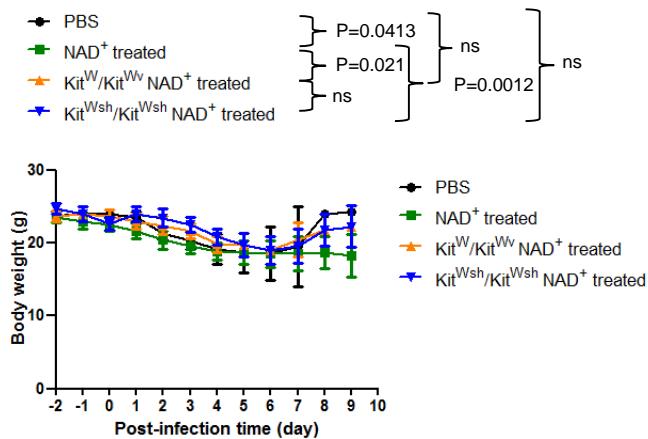 PBS
NAD⁺ treated
Kitᵂ/Kitᵂᵛ NAD⁺ treated
Kitᵂˢʰ/Kitᵂˢʰ NAD⁺ treated
P=0.0413
P=0.021
ns
ns
P=0.0012
ns
30
20
10
0
Body weight (g)
-2 -1 0 1 2 3 4 5 6 7 8 9 10
Post-infection time (day)
PBS
NAD⁺ treated
Kitᵂ/Kitᵂᵛ NAD⁺ treated
Kitᵂˢʰ/Kitᵂˢʰ NAD⁺ treated